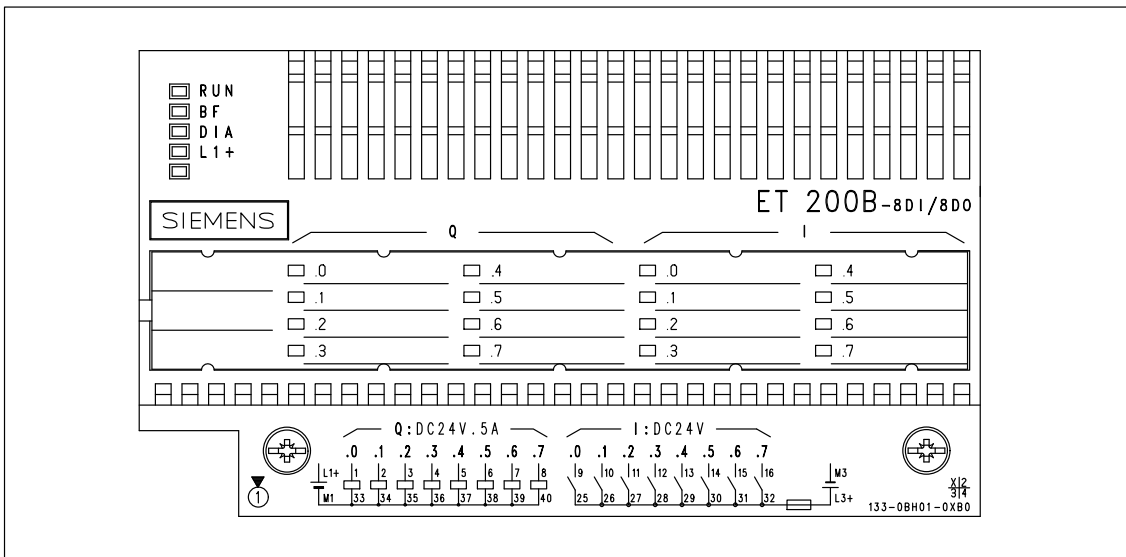 RUN
BF
DIA
L1+
ET 200B-8DI/8DO
SIEMENS
Q I
.0 .4 .0 .4
.1 .5 .1 .5
.2 .6 .2 .6
.3 .7 .3 .7
Q:DC24V.5A I:DC24V
.0 .1 .2 .3 .4 .5 .6 .7 .0 .1 .2 .3 .4 .5 .6 .7
L1+ 1 2 3 4 5 6 7 8 9 10 11 12 13 14 15 16 M3
M1 33 34 35 36 37 38 39 40 25 26 27 28 29 30 31 32 L3+
1
X 2
3 4
133-0BH01-0XB0